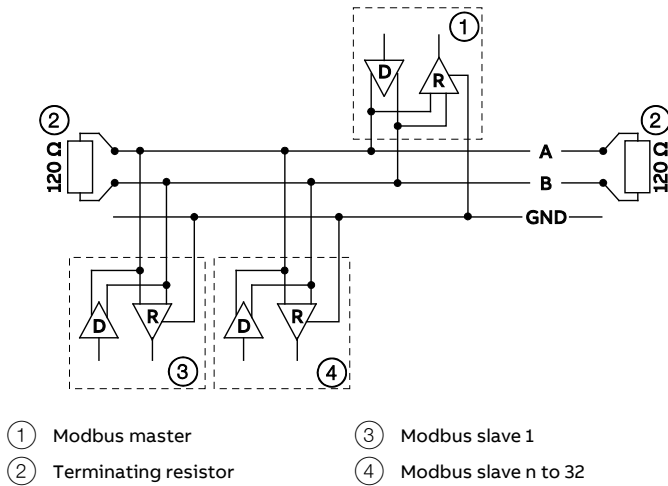 1
D
R
2
2
120 Ω
120 Ω
A
B
GND
D
R
D
R
3
4
1 Modbus master
3 Modbus slave 1
2 Terminating resistor
4 Modbus slave n to 32